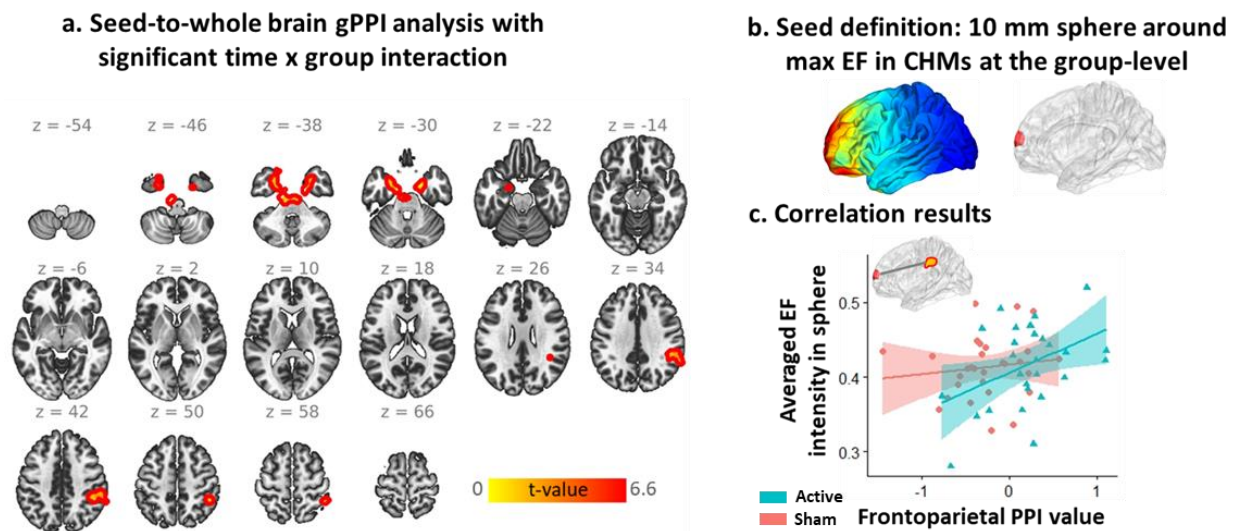 a. Seed-to-whole brain gPPI analysis with
significant time x group interaction
z = -54
z = -46
z = -38
z = -30
z = -22
z = -14
z = -6
z = 2
z = 10
z = 18
z = 26
z = 34
z = 42
z = 50
z = 58
z = 66
0 t-value 6.6
b. Seed definition: 10 mm sphere around
max EF in CHMs at the group-level
c. Correlation results
Averaged EF
intensity in sphere
0.5
0.4
0.3
-1 0 1
Frontoparietal PPI value
Active
Sham